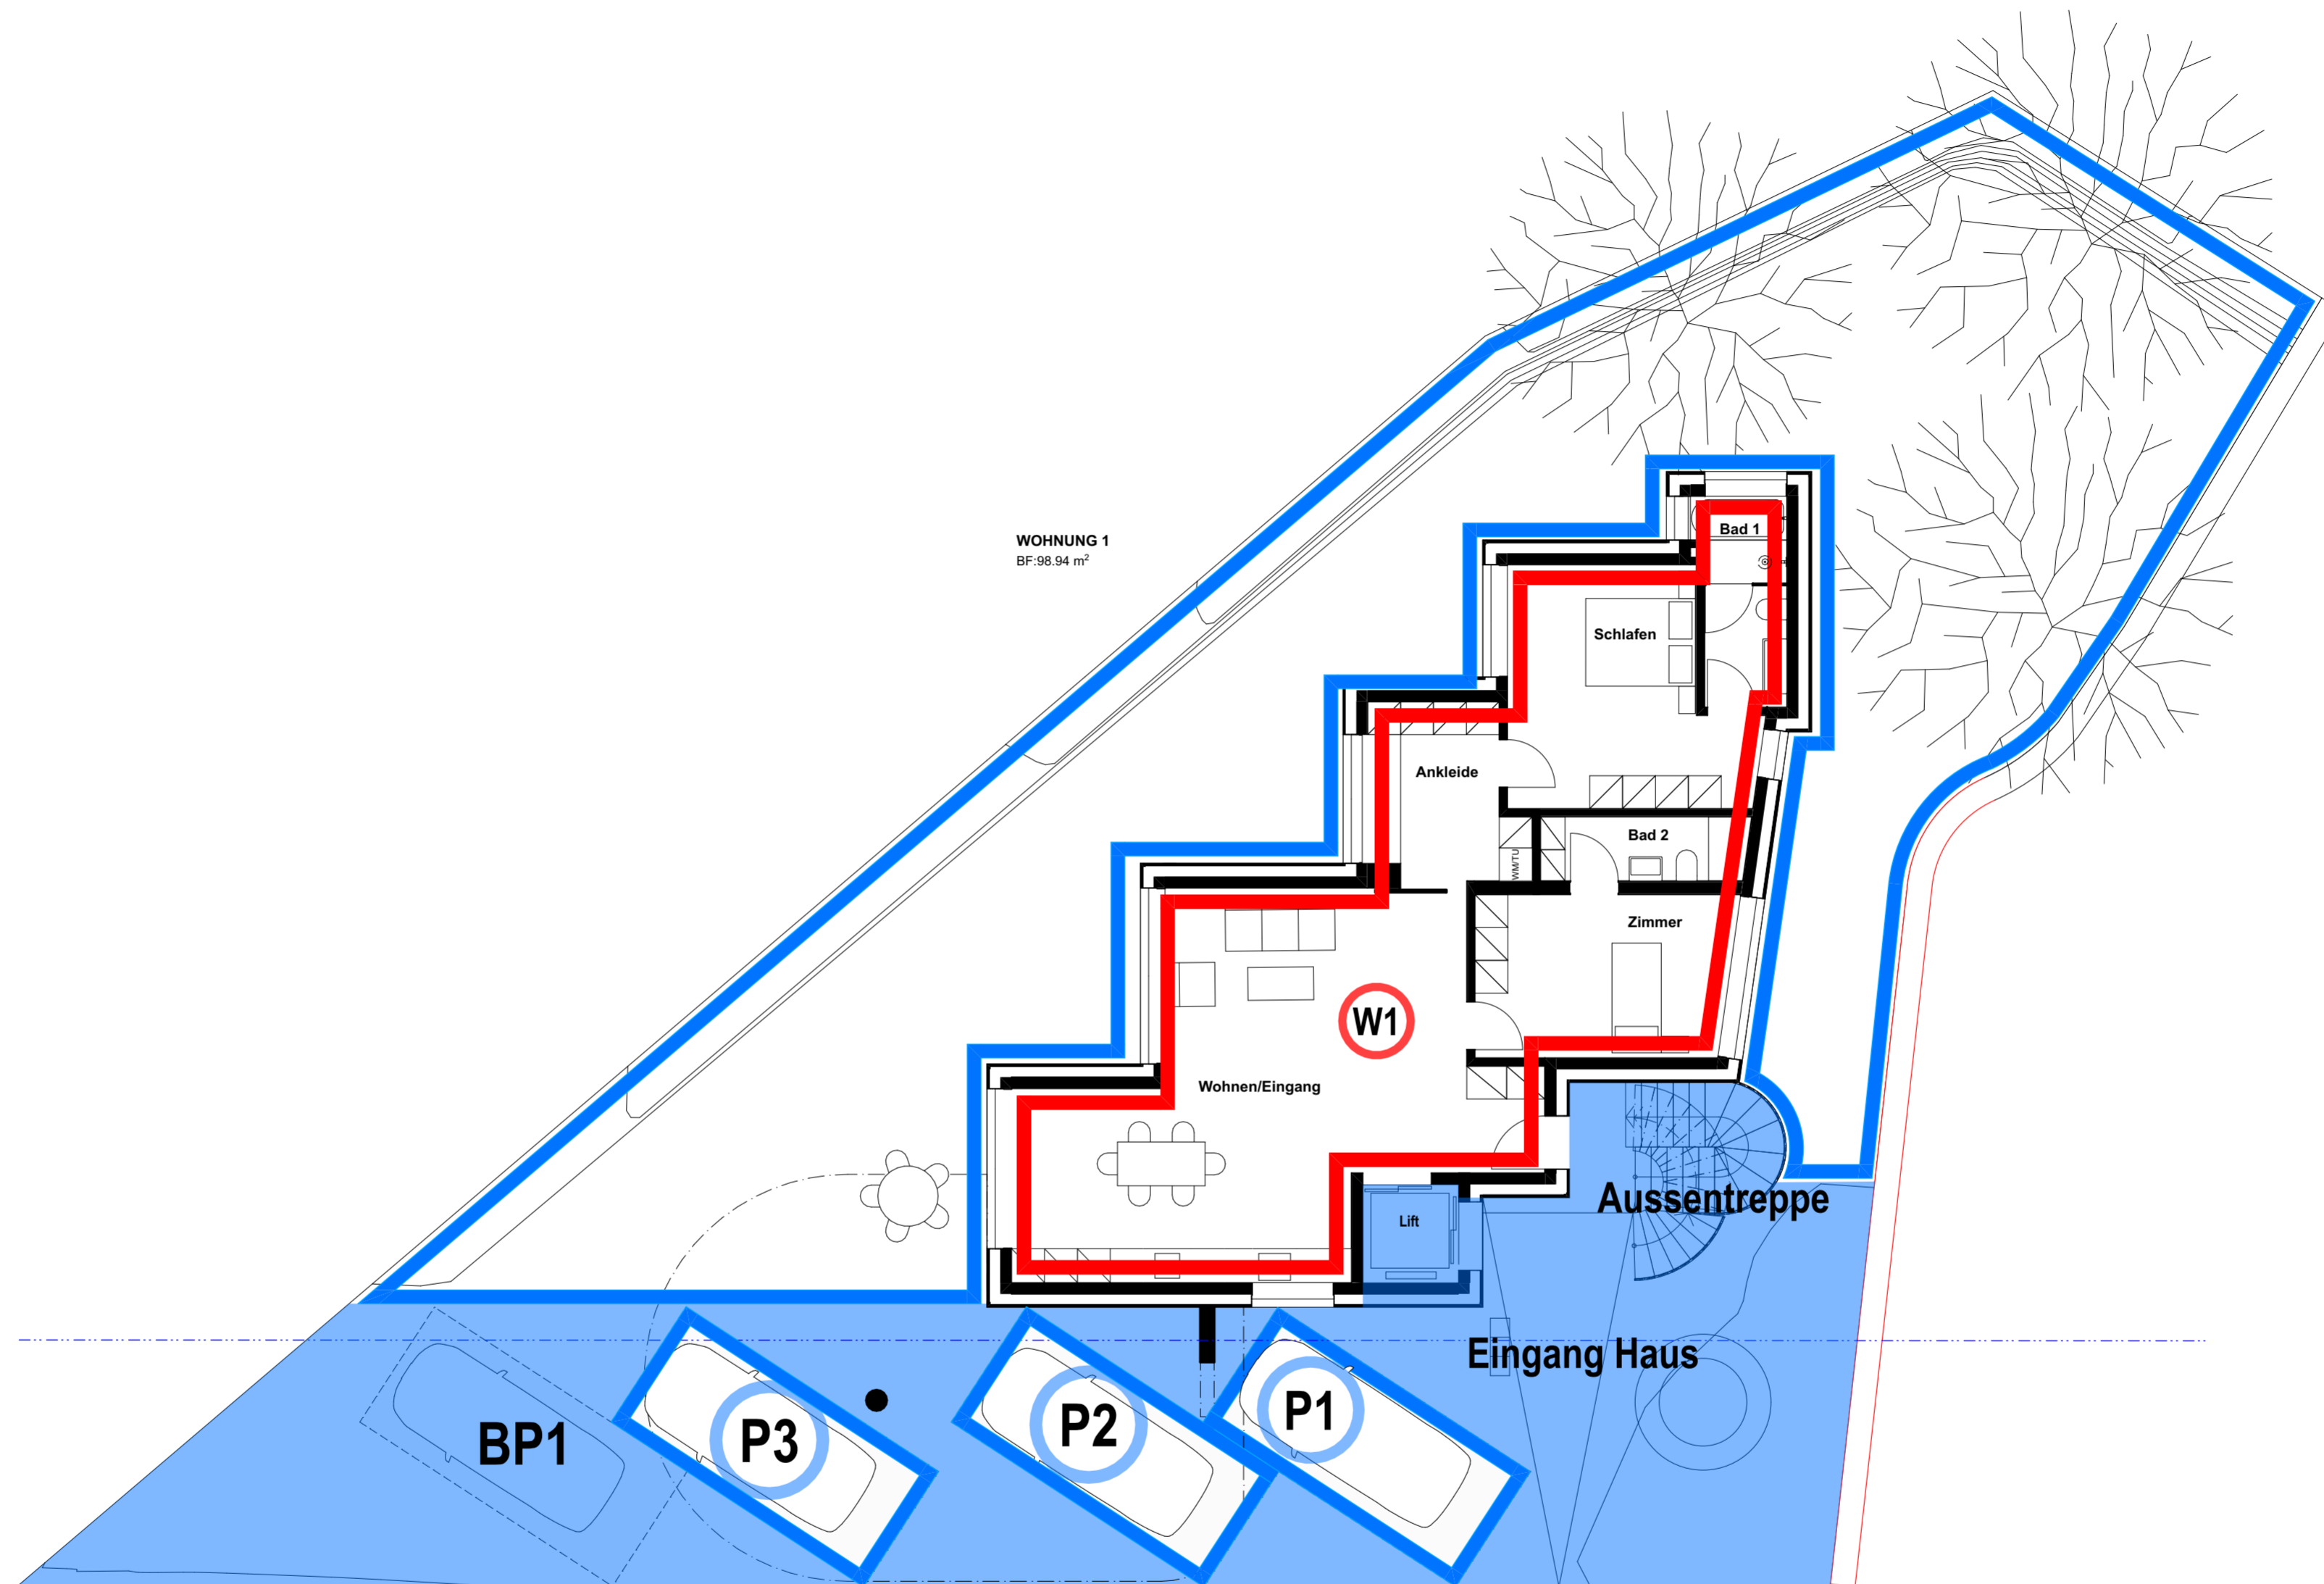 WOHNUNG 1
BF:98.94 m²
Bad 1
Schlafen
Ankleide
Bad 2
WM/TU
Zimmer
W1
Wohnen/Eingang
Aussentreppe
Lift
Eingang Haus
P1
P2
P3
BP1